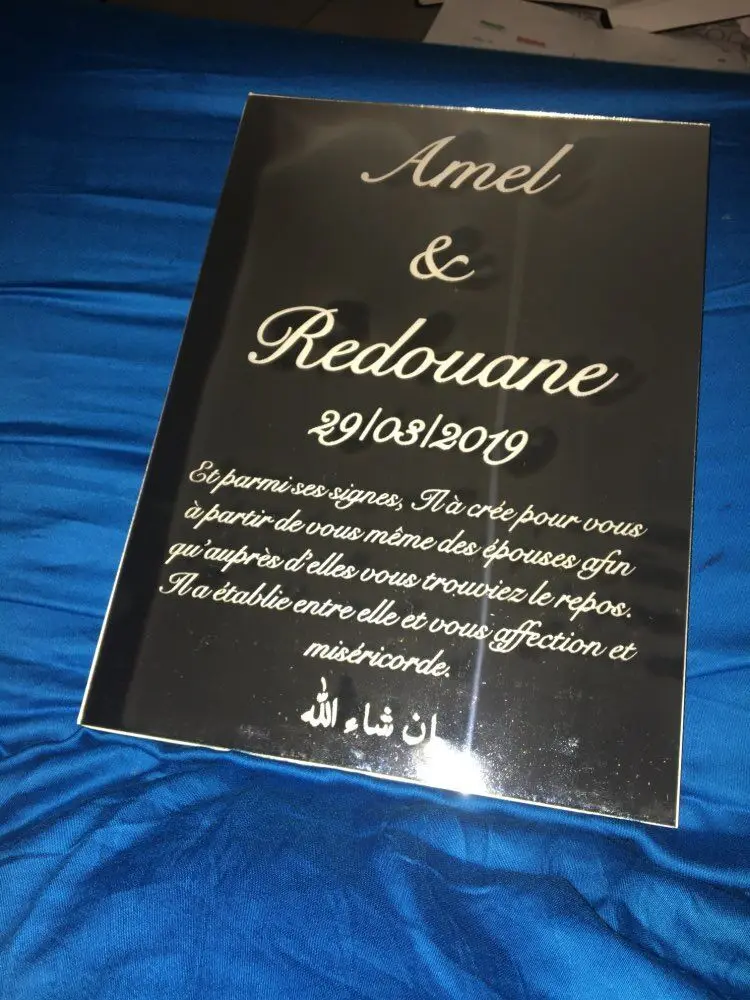 Amel
&
Redouane
29/03/2019
Et parmi ses signes, Il à crée pour vous
à partir de vous même des épouses afin
qu'auprès d'elles vous trouviez le repos.
Il a établie entre elle et vous affection et
miséricorde.
إن شاء الله